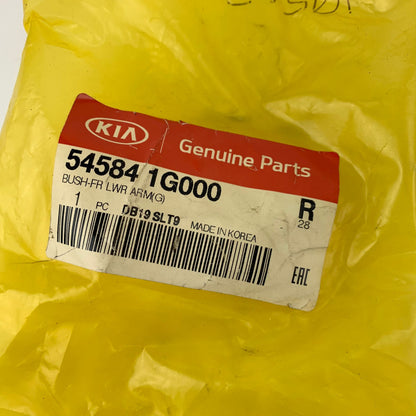 KIA
Genuine Parts
54584 1G000
BUSH-FR LWR ARM(G)
R
28
1 PC DB19 SLT9 MADE IN KOREA
EAC